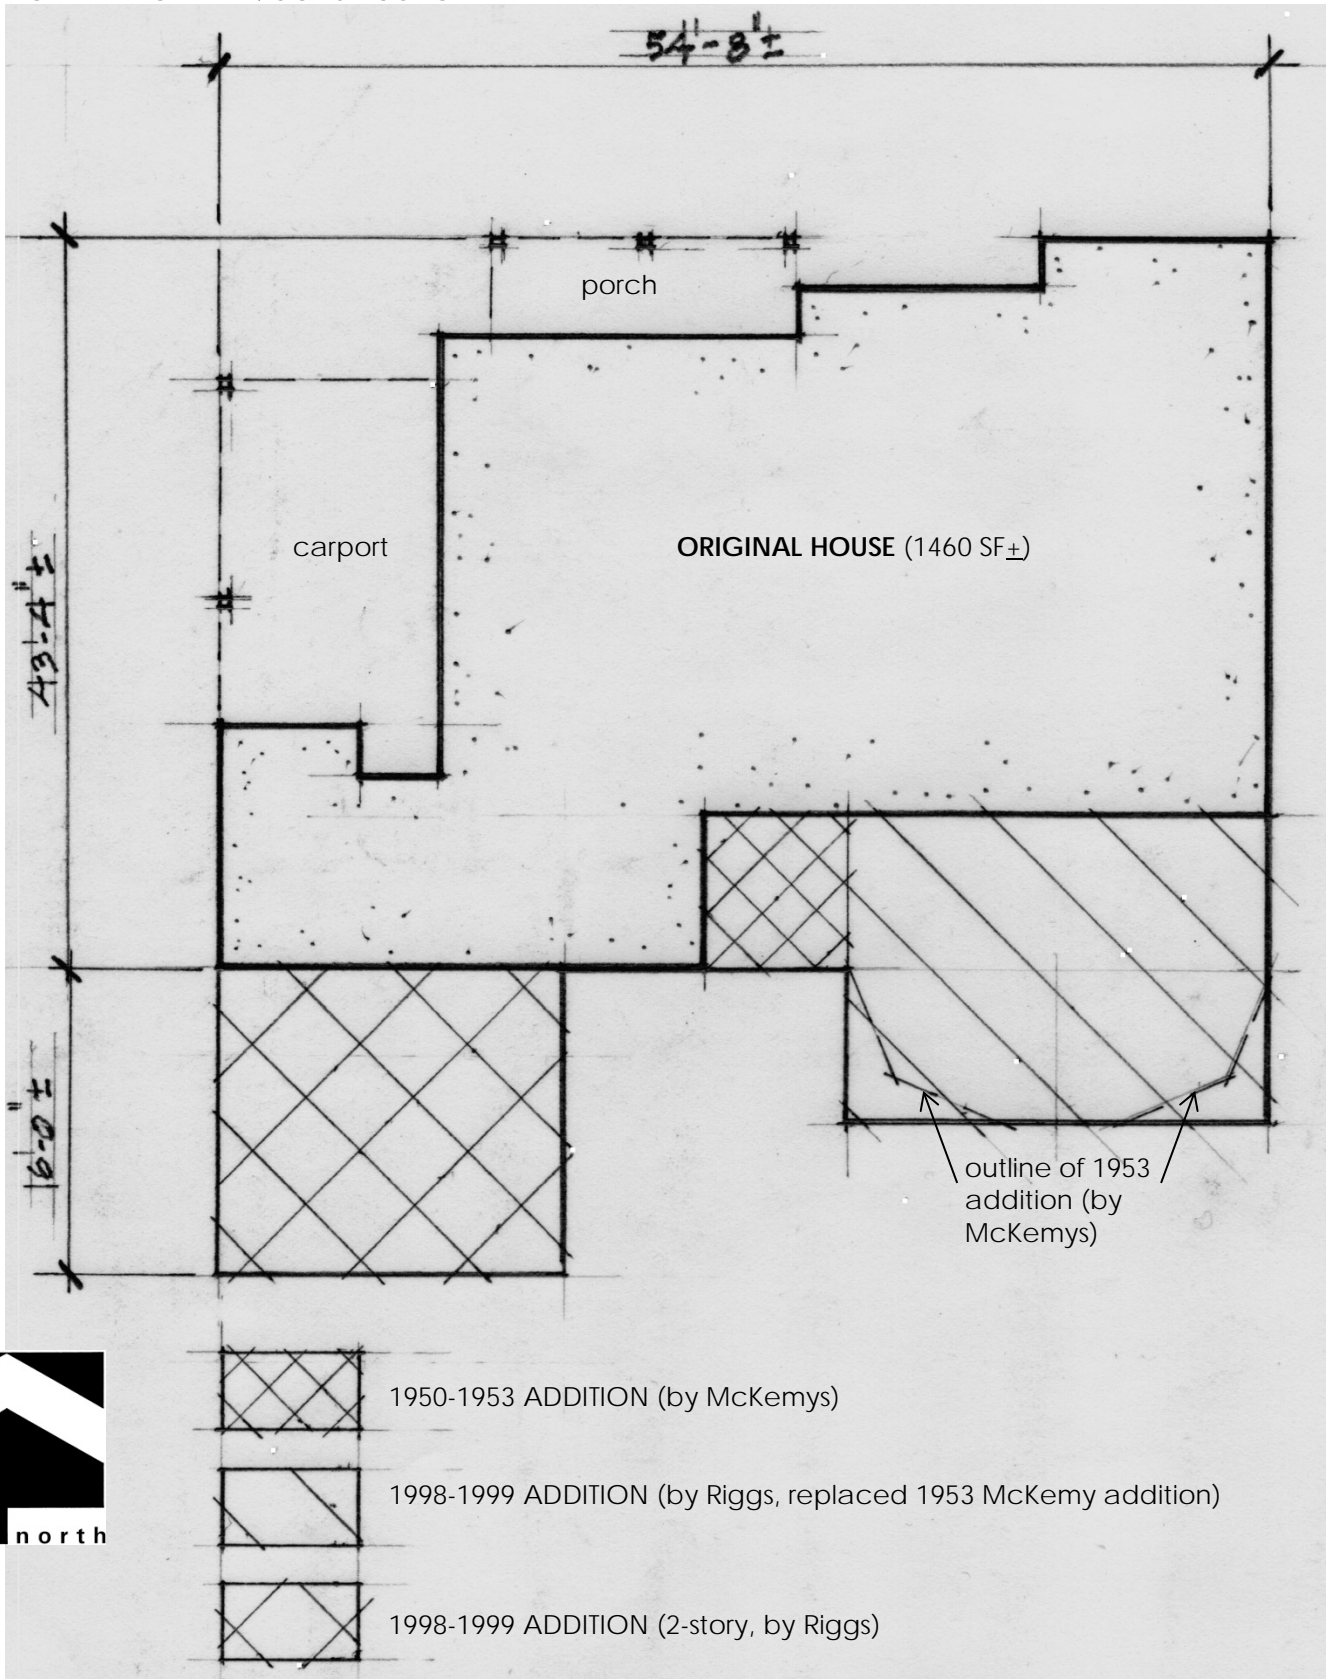 54'-8"±
porch
carport
ORIGINAL HOUSE (1460 SF±)
43'-4"±
outline of 1953
addition (by
McKemys)
1950-1953 ADDITION (by McKemys)
1998-1999 ADDITION (by Riggs, replaced 1953 McKemy addition)
north
1998-1999 ADDITION (2-story, by Riggs)